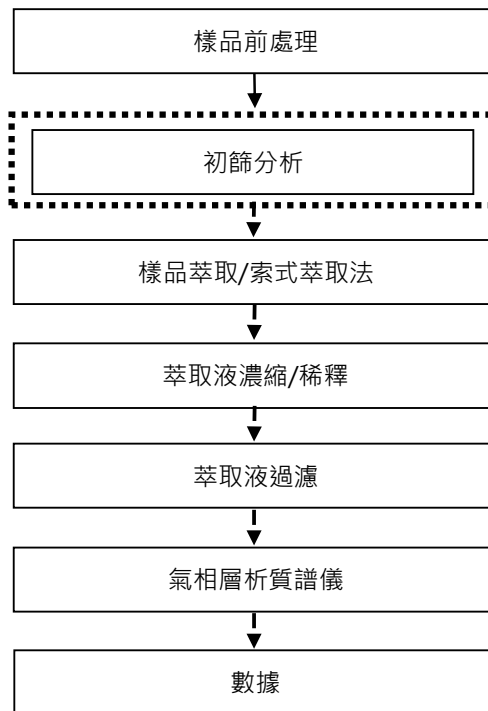 樣品前處理
初篩分析
樣品萃取/索式萃取法
萃取液濃縮/稀釋
萃取液過濾
氣相層析質譜儀
數據